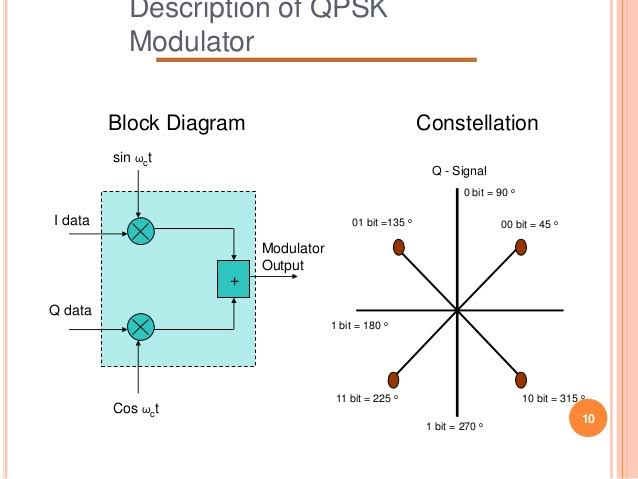 Description of QPSK
Modulator
Block Diagram
Constellation
sin ωct
Q - Signal
0 bit = 90 o
I data
01 bit =135 o
00 bit = 45 o
Modulator
Output
+
Q data
1 bit = 180 o
11 bit = 225 o
10 bit = 315 o
Cos ωct
1 bit = 270 o
10